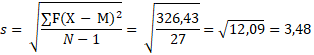 s = √(∑F(X − M)² / (N − 1)) = √(326,43 / 27) = √12,09 = 3,48